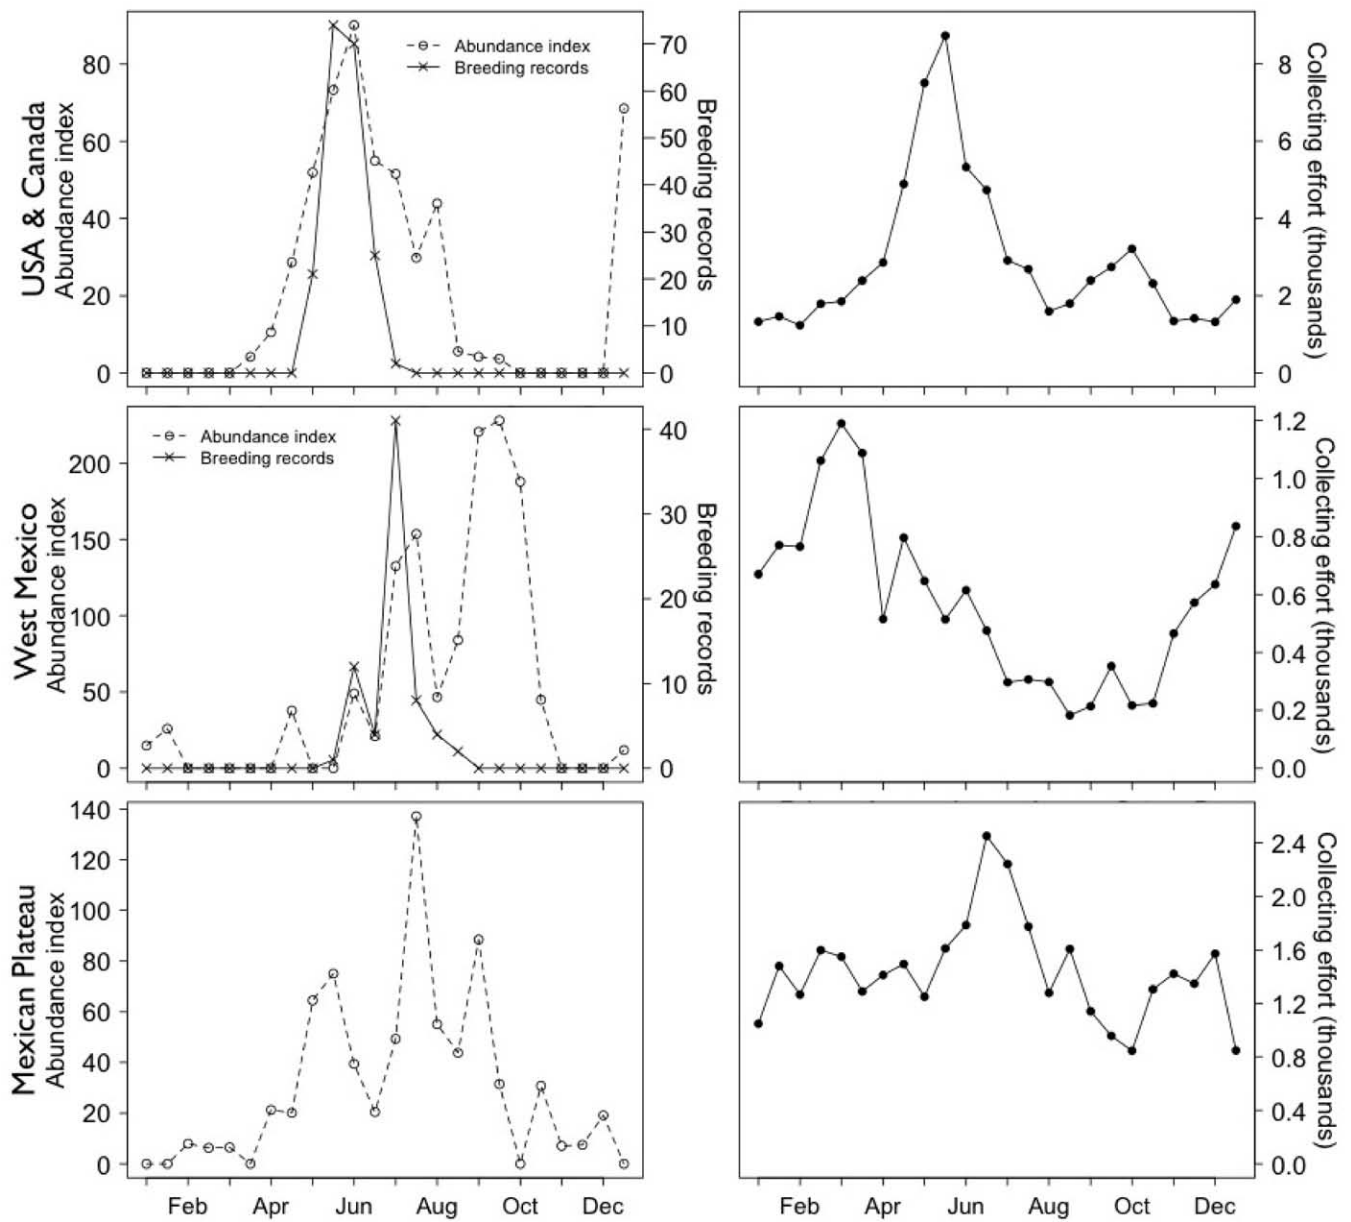 USA & Canada
Abundance index
80
60
40
20
0
Abundance index
Breeding records
70
60
50
40
30
20
10
0
Breeding records
8
6
4
2
0
Collecting effort (thousands)
West Mexico
Abundance index
200
150
100
50
0
Abundance index
Breeding records
40
30
20
10
0
Breeding records
1.2
1.0
0.8
0.6
0.4
0.2
0.0
Collecting effort (thousands)
Mexican Plateau
Abundance index
140
120
100
80
60
40
20
0
Feb Apr Jun Aug Oct Dec
2.4
2.0
1.6
1.2
0.8
0.4
0.0
Collecting effort (thousands)
Feb Apr Jun Aug Oct Dec